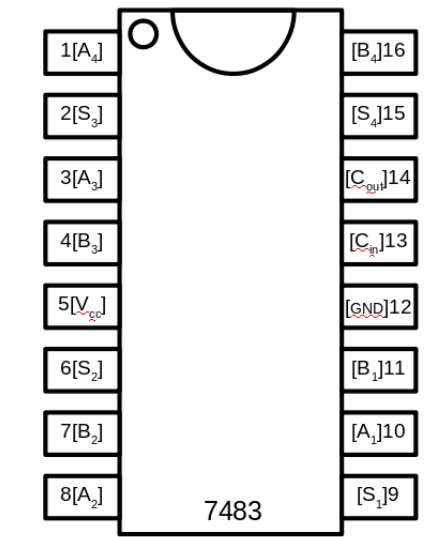 1[A₄] [B₄]16
2[S₃] [S₄]15
3[A₃] [Cₒᵤₜ]14
4[B₃] [Cᵢₙ]13
5[V_cc] [GND]12
6[S₂] [B₁]11
7[B₂] [A₁]10
8[A₂] [S₁]9
7483